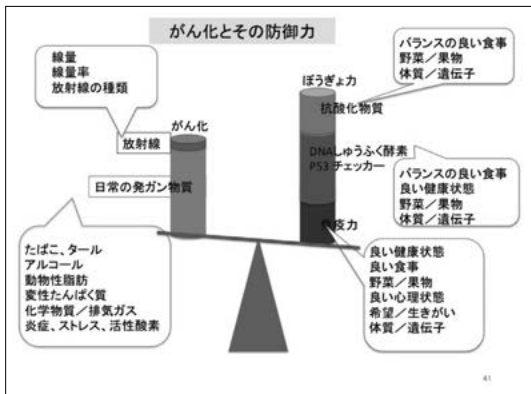 がん化とその防御力
線量
線量率
放射線の種類
がん化
放射線
日常の発ガン物質
たばこ、タール
アルコール
動物性脂肪
変性たんぱく質
化学物質／排気ガス
炎症、ストレス、活性酸素
ぼうぎょ力
抗酸化物質
DNAしゅうふく酵素
P53 チェッカー
免疫力
バランスの良い食事
野菜／果物
体質／遺伝子
バランスの良い食事
良い健康状態
野菜／果物
体質／遺伝子
良い健康状態
良い食事
野菜／果物
良い心理状態
希望／生きがい
体質／遺伝子
41